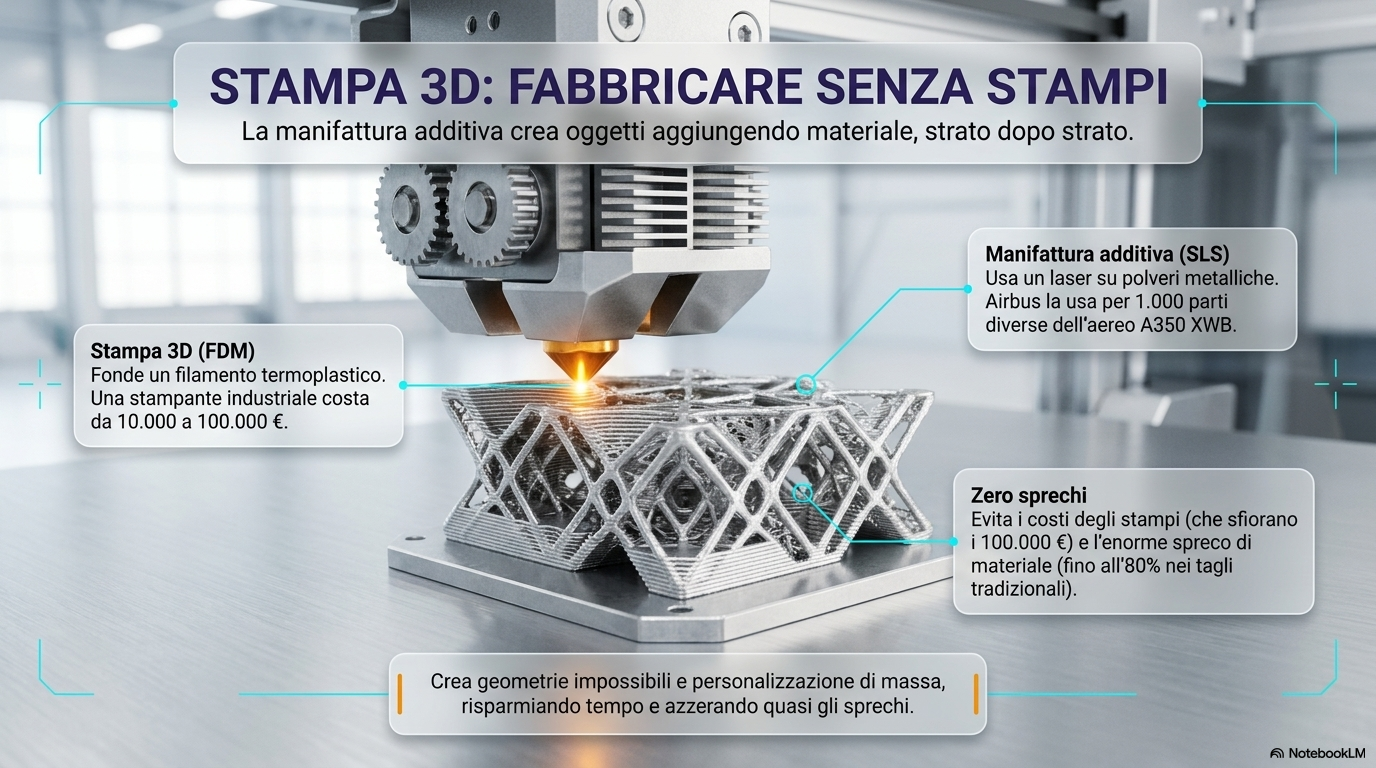 STAMPA 3D: FABBRICARE SENZA STAMPI
La manifattura additiva crea oggetti aggiungendo materiale, strato dopo strato.
Manifattura additiva (SLS)
Usa un laser su polveri metalliche.
Airbus la usa per 1.000 parti
diverse dell'aereo A350 XWB.
Stampa 3D (FDM)
Fonde un filamento termoplastico.
Una stampante industriale costa
da 10.000 a 100.000 €.
Zero sprechi
Evita i costi degli stampi (che sfiorano
i 100.000 €) e l'enorme spreco di
materiale (fino all'80% nei tagli
tradizionali).
Crea geometrie impossibili e personalizzazione di massa,
risparmiando tempo e azzerando quasi gli sprechi.
NotebookLM